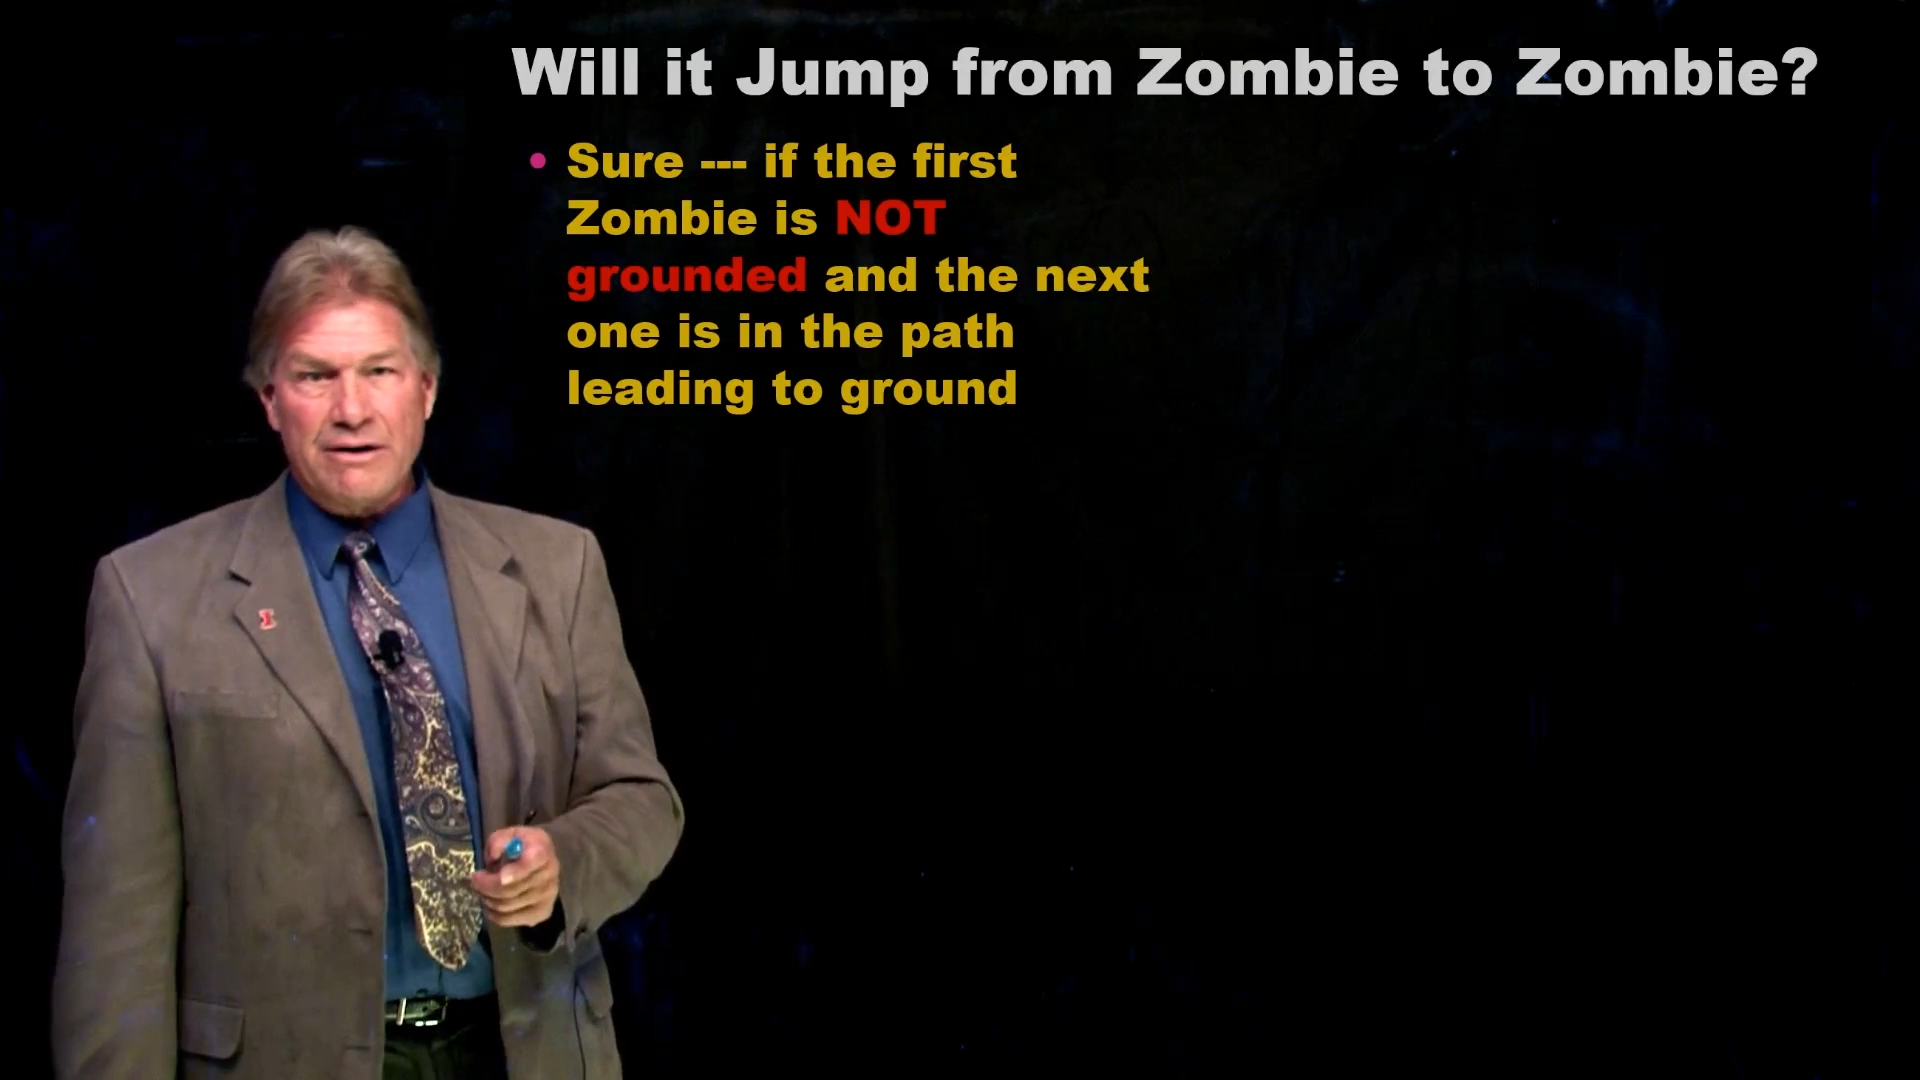 Will it Jump from Zombie to Zombie?
• Sure --- if the first
Zombie is NOT
grounded and the next
one is in the path
leading to ground